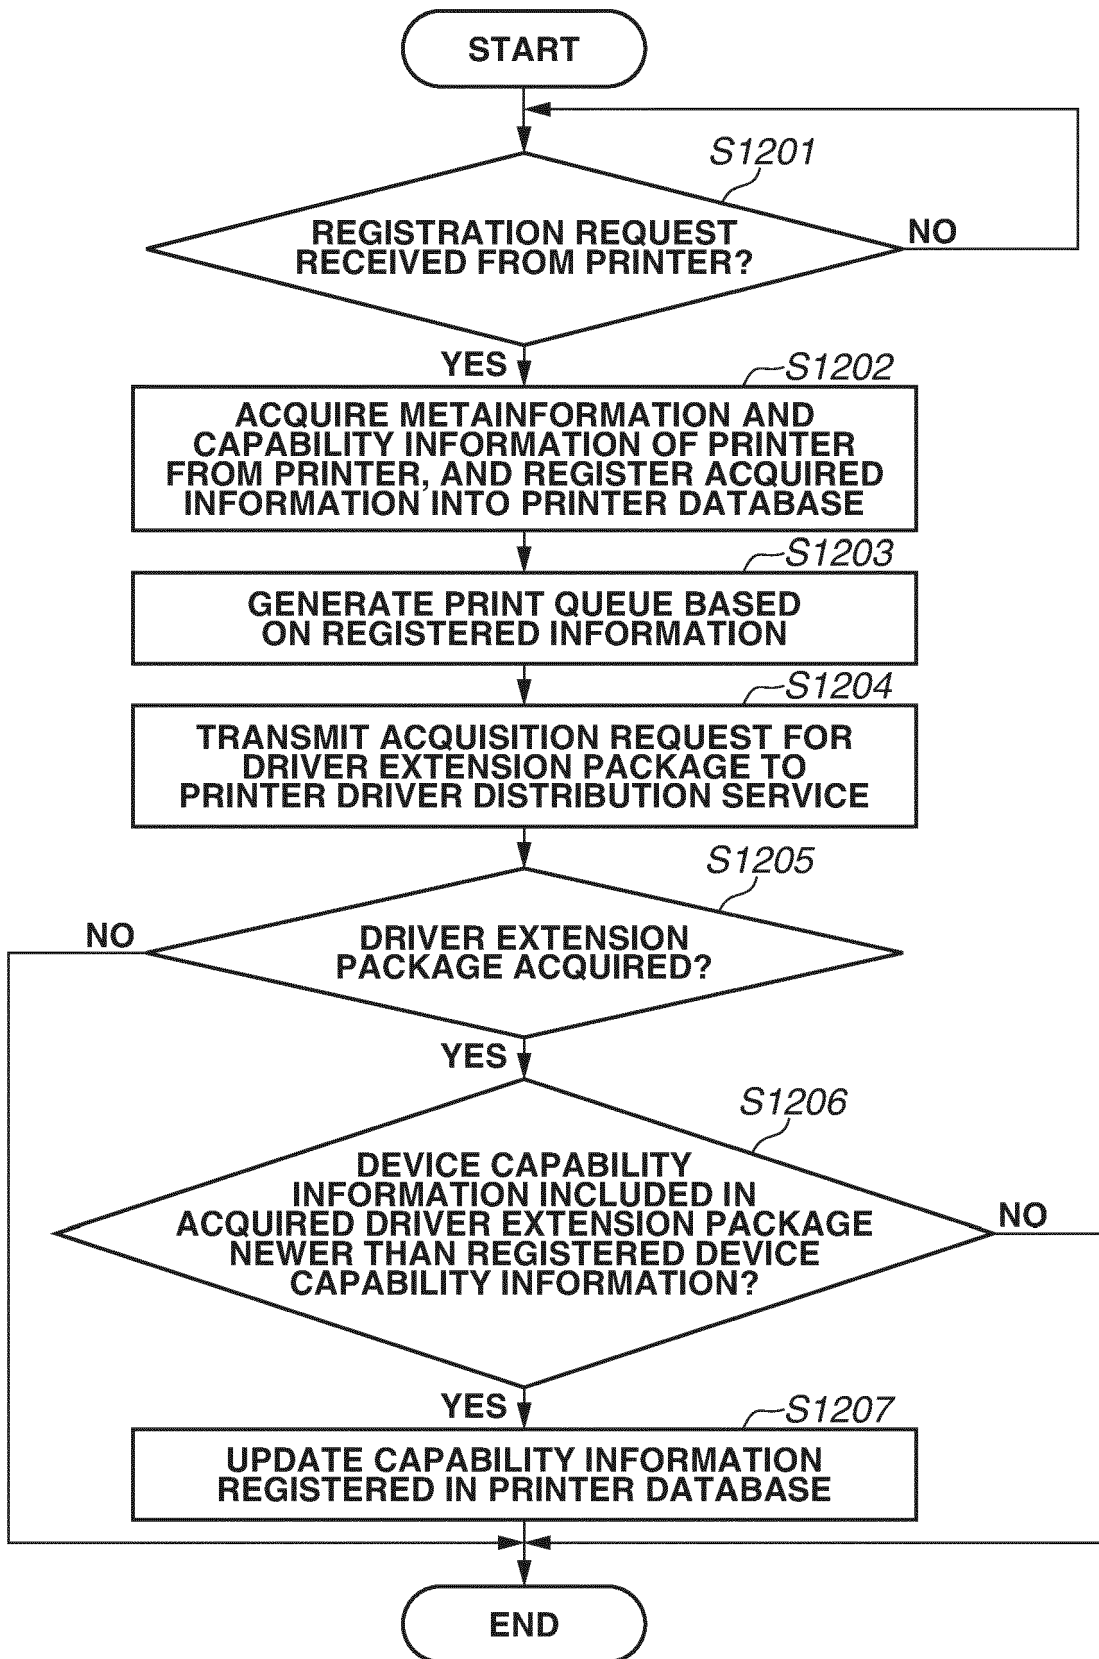 START
S1201
REGISTRATION REQUEST
RECEIVED FROM PRINTER?
NO
YES
S1202
ACQUIRE METAINFORMATION AND
CAPABILITY INFORMATION OF PRINTER
FROM PRINTER, AND REGISTER ACQUIRED
INFORMATION INTO PRINTER DATABASE
S1203
GENERATE PRINT QUEUE BASED
ON REGISTERED INFORMATION
S1204
TRANSMIT ACQUISITION REQUEST FOR
DRIVER EXTENSION PACKAGE TO
PRINTER DRIVER DISTRIBUTION SERVICE
S1205
NO
DRIVER EXTENSION
PACKAGE ACQUIRED?
YES
S1206
DEVICE CAPABILITY
INFORMATION INCLUDED IN
ACQUIRED DRIVER EXTENSION PACKAGE
NEWER THAN REGISTERED DEVICE
CAPABILITY INFORMATION?
NO
YES
S1207
UPDATE CAPABILITY INFORMATION
REGISTERED IN PRINTER DATABASE
END